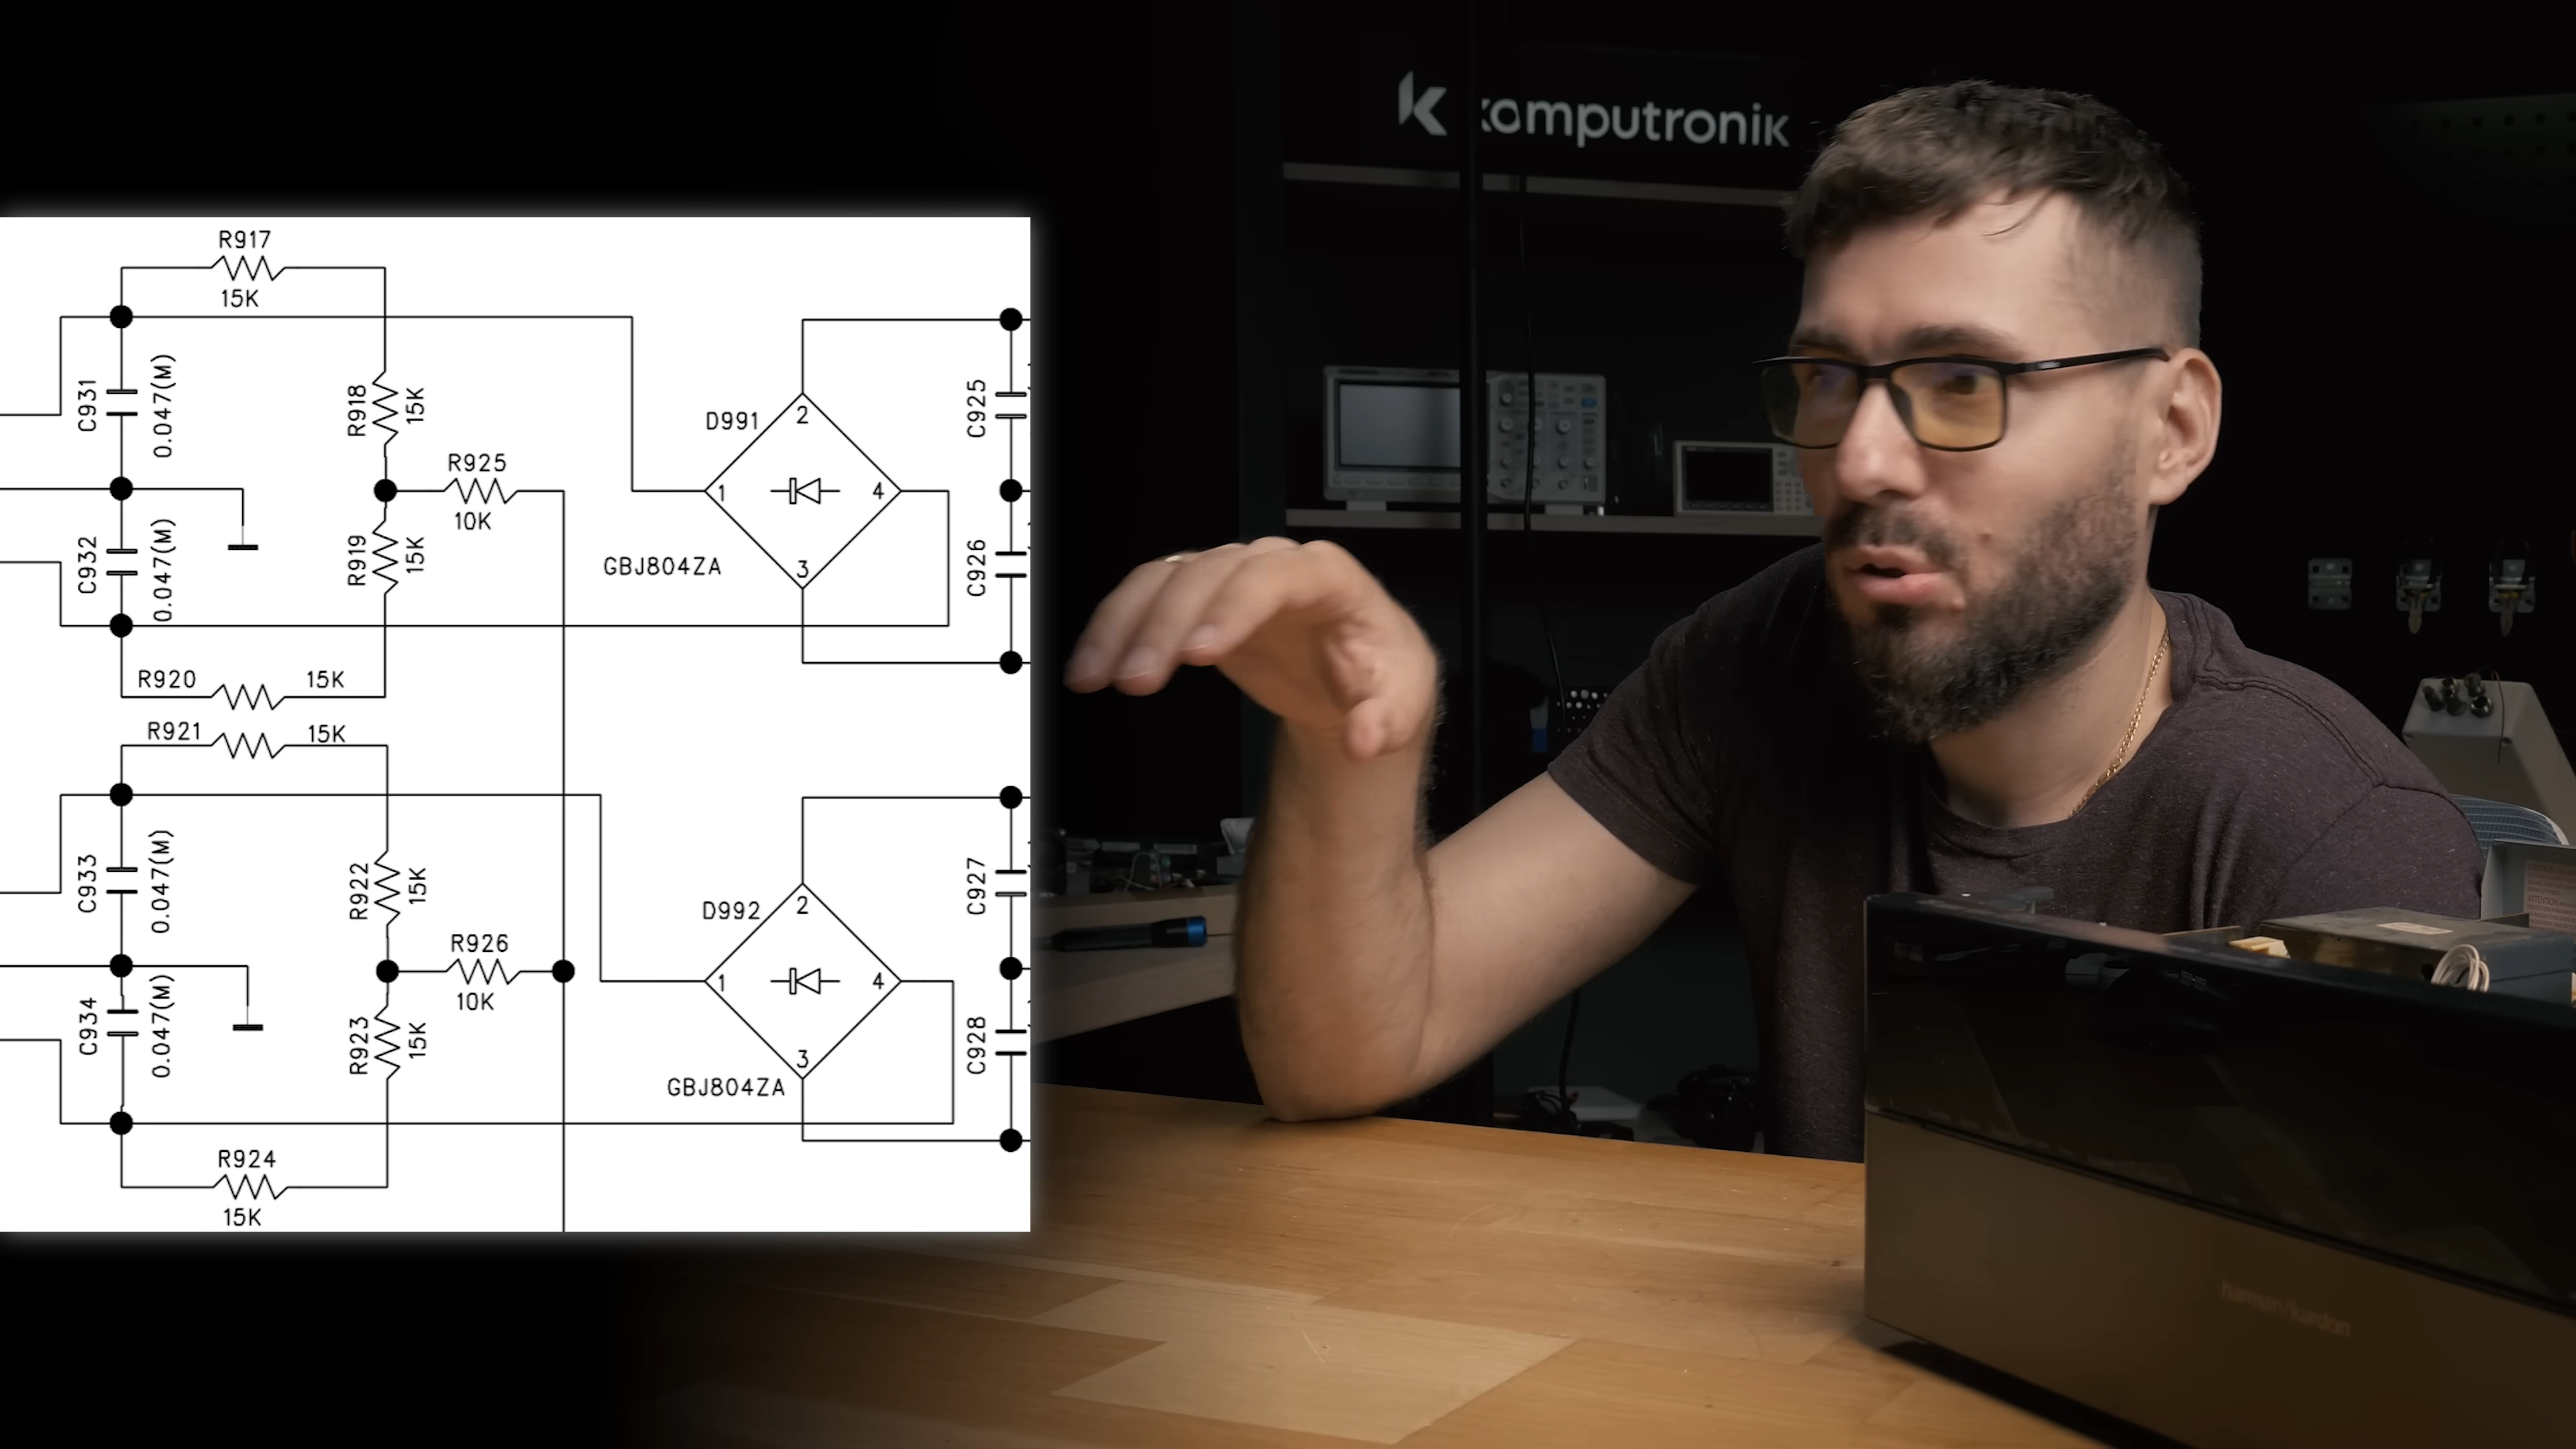 R917
15K
C931
0.047(M)
R918
15K
R925
10K
D991
2
1
4
3
GBJ804ZA
C925
C926
C932
0.047(M)
R919
15K
R920
15K
R921
15K
C933
0.047(M)
R922
15K
R926
10K
D992
2
1
4
3
GBJ804ZA
C927
C928
C934
0.047(M)
R923
15K
R924
15K
komputronik
harman/kardon